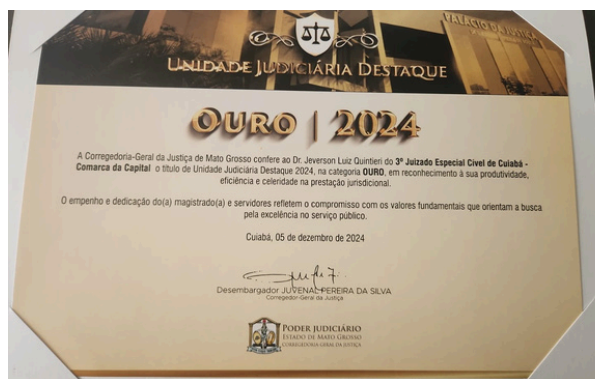 PALÁCIO DA JUSTIÇA
UNIDADE JUDICIÁRIA DESTAQUE
OURO | 2024
A Corregedoria-Geral da Justiça de Mato Grosso confere ao Dr. Jeverson Luiz Quintieri do 3º Juizado Especial Cível de Cuiabá -
Comarca da Capital o título de Unidade Judiciária Destaque 2024, na categoria OURO, em reconhecimento à sua produtividade,
eficiência e celeridade na prestação jurisdicional.
O empenho e dedicação do(a) magistrado(a) e servidores refletem o compromisso com os valores fundamentais que orientam a busca
pela excelência no serviço público.
Cuiabá, 05 de dezembro de 2024
Desembargador JUVENAL PEREIRA DA SILVA
Corregedor-Geral da Justiça
PODER JUDICIÁRIO
ESTADO DE MATO GROSSO
CORREGEDORIA-GERAL DA JUSTIÇA